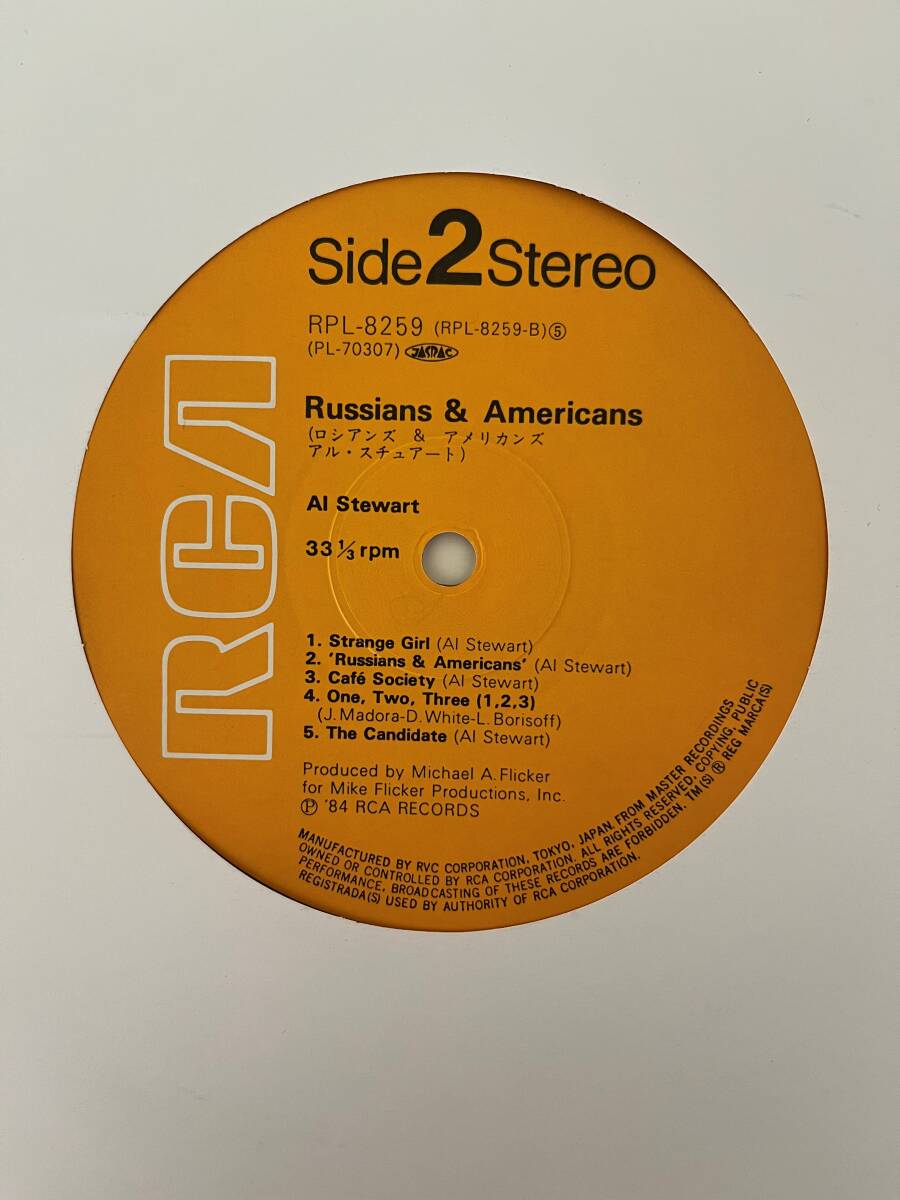 Side 2 Stereo
RPL-8259 (RPL-8259-B)⑤
(PL-70307) JASRAC
Russians & Americans
(ロシアンズ & アメリカンズ
アル・スチュアート)
Al Stewart
33 1/3 rpm
RCA
1. Strange Girl (Al Stewart)
2. 'Russians & Americans' (Al Stewart)
3. Café Society (Al Stewart)
4. One, Two, Three (1,2,3)
(J. Madora-D. White-L. Borisoff)
5. The Candidate (Al Stewart)
Produced by Michael A. Flicker
for Mike Flicker Productions, Inc.
Ⓟ '84 RCA RECORDS
MANUFACTURED BY RVC CORPORATION, TOKYO, JAPAN, FROM MASTER RECORDINGS
OWNED OR CONTROLLED BY RCA CORPORATION. ALL RIGHTS RESERVED, COPYING, PUBLIC
PERFORMANCE, BROADCASTING OF THESE RECORDS ARE FORBIDDEN. TM(S) ® REG MARCA(S)
REGISTRADA(S) USED BY AUTHORITY OF RCA CORPORATION.